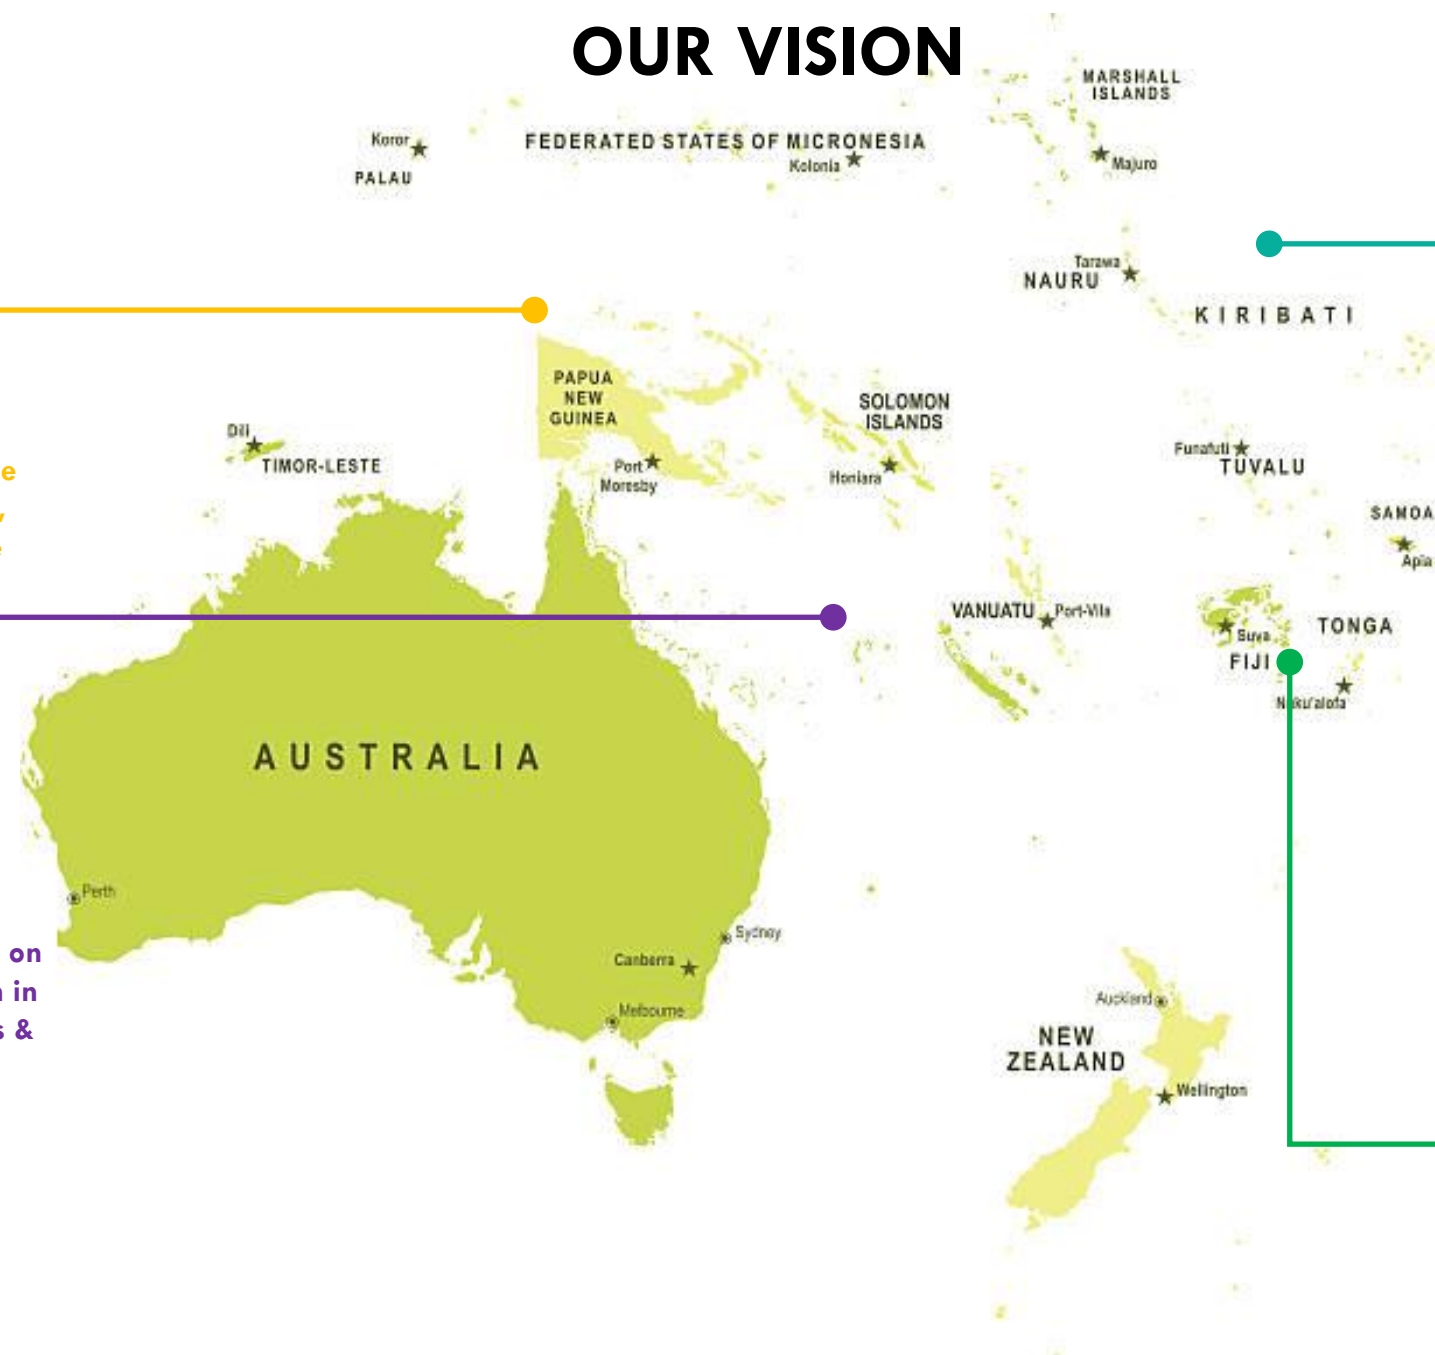 OUR VISION
MARSHALL
ISLANDS
Koror
FEDERATED STATES OF MICRONESIA
Kolonia
Majuro
PALAU
Tarawa
NAURU
KIRIBATI
PAPUA
NEW
GUINEA
SOLOMON
ISLANDS
Dili
TIMOR-LESTE
Port
Moresby
Honiara
Funafuti
TUVALU
SAMOA
Apia
VANUATU
Port-Vila
Suva
FIJI
TONGA
Nuku'alofa
AUSTRALIA
Perth
Sydney
Canberra
Melbourne
on
in
&
Auckland
NEW
ZEALAND
Wellington